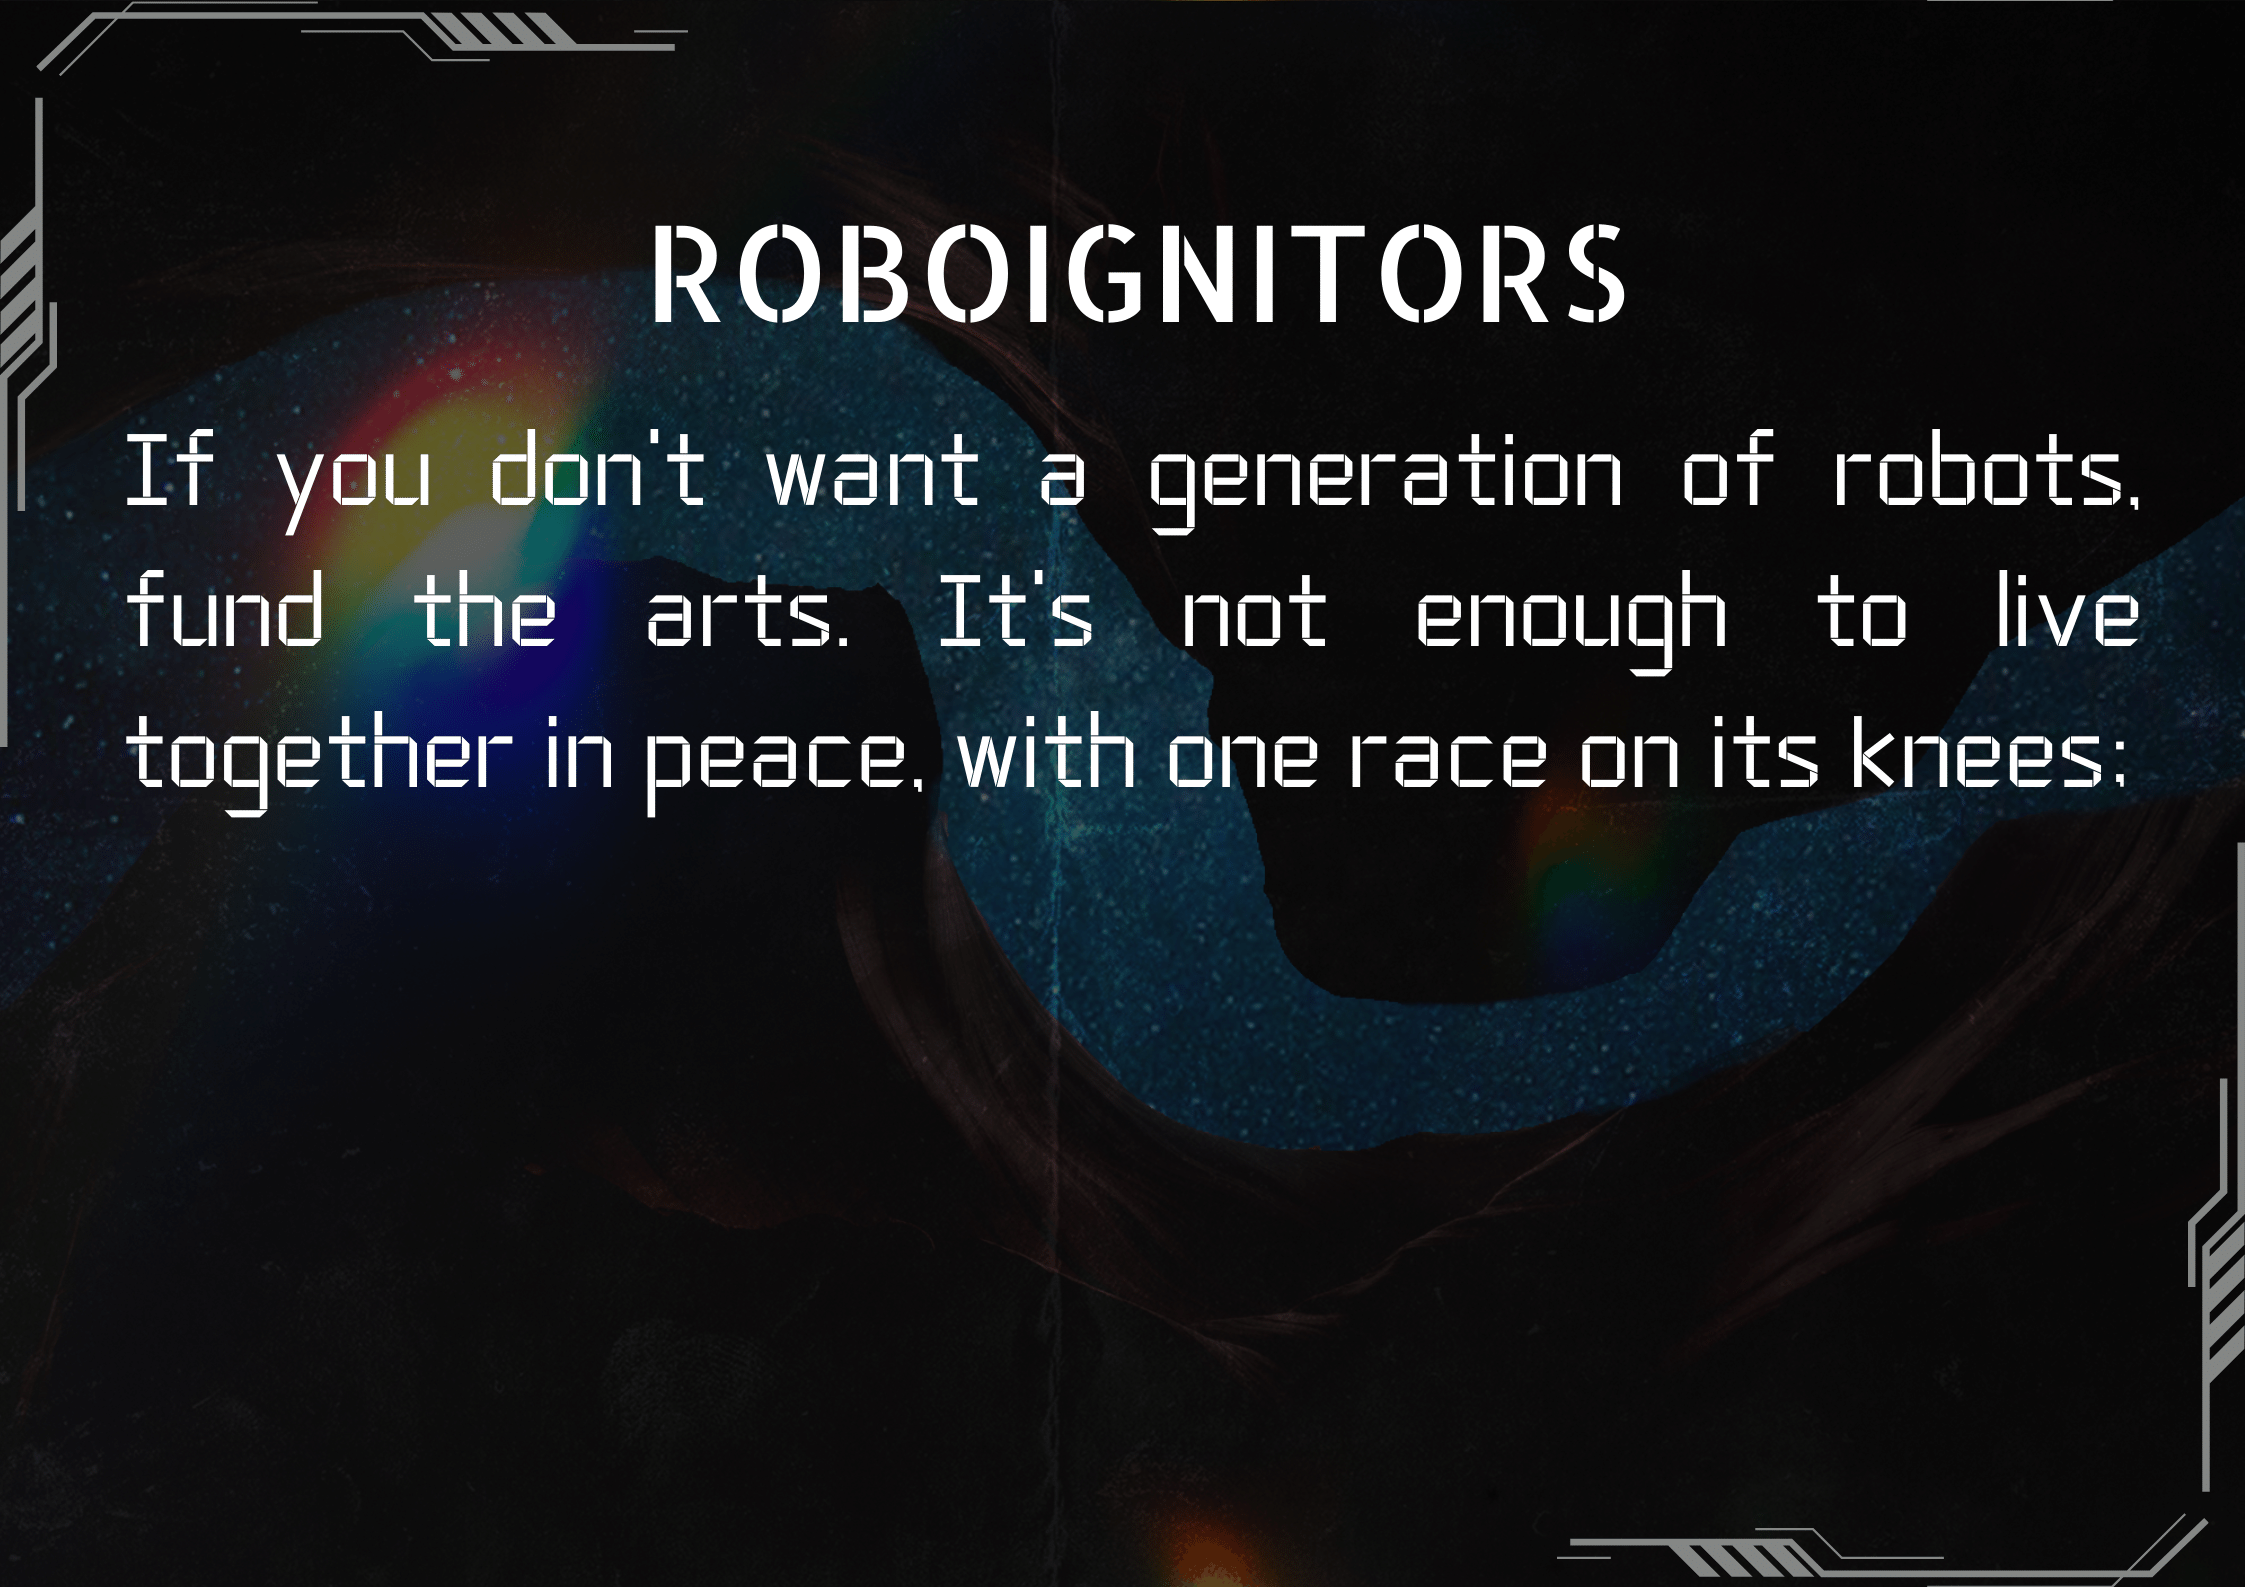 ROBOIGNITORS
If you don't want a generation of robots,
fund the arts. It's not enough to live
together in peace, with one race on its knees;